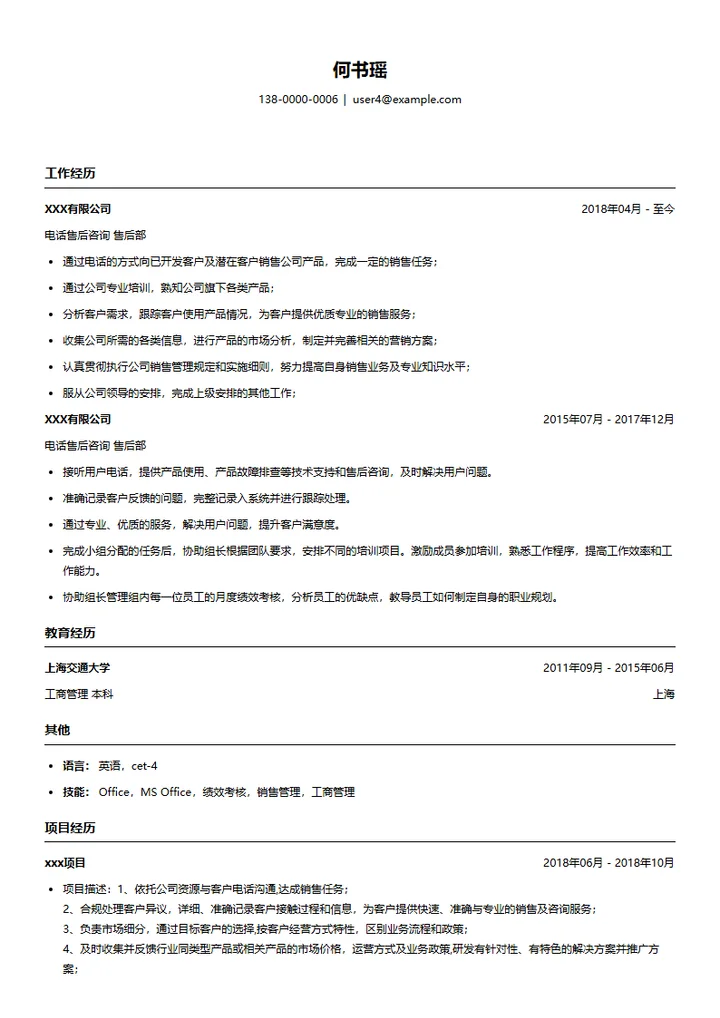 何书瑶
138-0000-0006 | user4@example.com
工作经历
XXX有限公司 2018年04月 - 至今
电话售后咨询 售后部
• 通过电话的方式向已开发客户及潜在客户销售公司产品，完成一定的销售任务；
• 通过公司专业培训，熟知公司旗下各类产品；
• 分析客户需求，跟踪客户使用产品情况，为客户提供优质专业的销售服务；
• 收集公司所需的各类信息，进行产品的市场分析，制定并完善相关的营销方案；
• 认真贯彻执行公司销售管理规定和实施细则，努力提高自身销售业务及专业知识水平；
• 服从公司领导的安排，完成上级安排的其他工作；
XXX有限公司 2015年07月 - 2017年12月
电话售后咨询 售后部
• 接听用户电话，提供产品使用、产品故障排查等技术支持和售后咨询，及时解决用户问题。
• 准确记录客户反馈的问题，完整记录入系统并进行跟踪处理。
• 通过专业、优质的服务，解决用户问题，提升客户满意度。
• 完成小组分配的任务后，协助组长根据团队要求，安排不同的培训项目。激励成员参加培训，熟悉工作程序，提高工作效率和工
作能力。
• 协助组长管理组内每一位员工的月度绩效考核，分析员工的优缺点，教导员工如何制定自身的职业规划。
教育经历
上海交通大学 2011年09月 - 2015年06月
工商管理 本科 上海
其他
• 语言： 英语，cet-4
• 技能： Office，MS Office，绩效考核，销售管理，工商管理
项目经历
xxx项目 2018年06月 - 2018年10月
• 项目描述：1、依托公司资源与客户电话沟通,达成销售任务；
2、合规处理客户异议，详细、准确记录客户接触过程和信息，为客户提供快速、准确与专业的销售及咨询服务；
3、负责市场细分，通过目标客户的选择,按客户经营方式特性，区别业务流程和政策；
4、及时收集并反馈行业同类型产品或相关产品的市场价格，运营方式及业务政策,研发有针对性、有特色的解决方案并推广方
案；